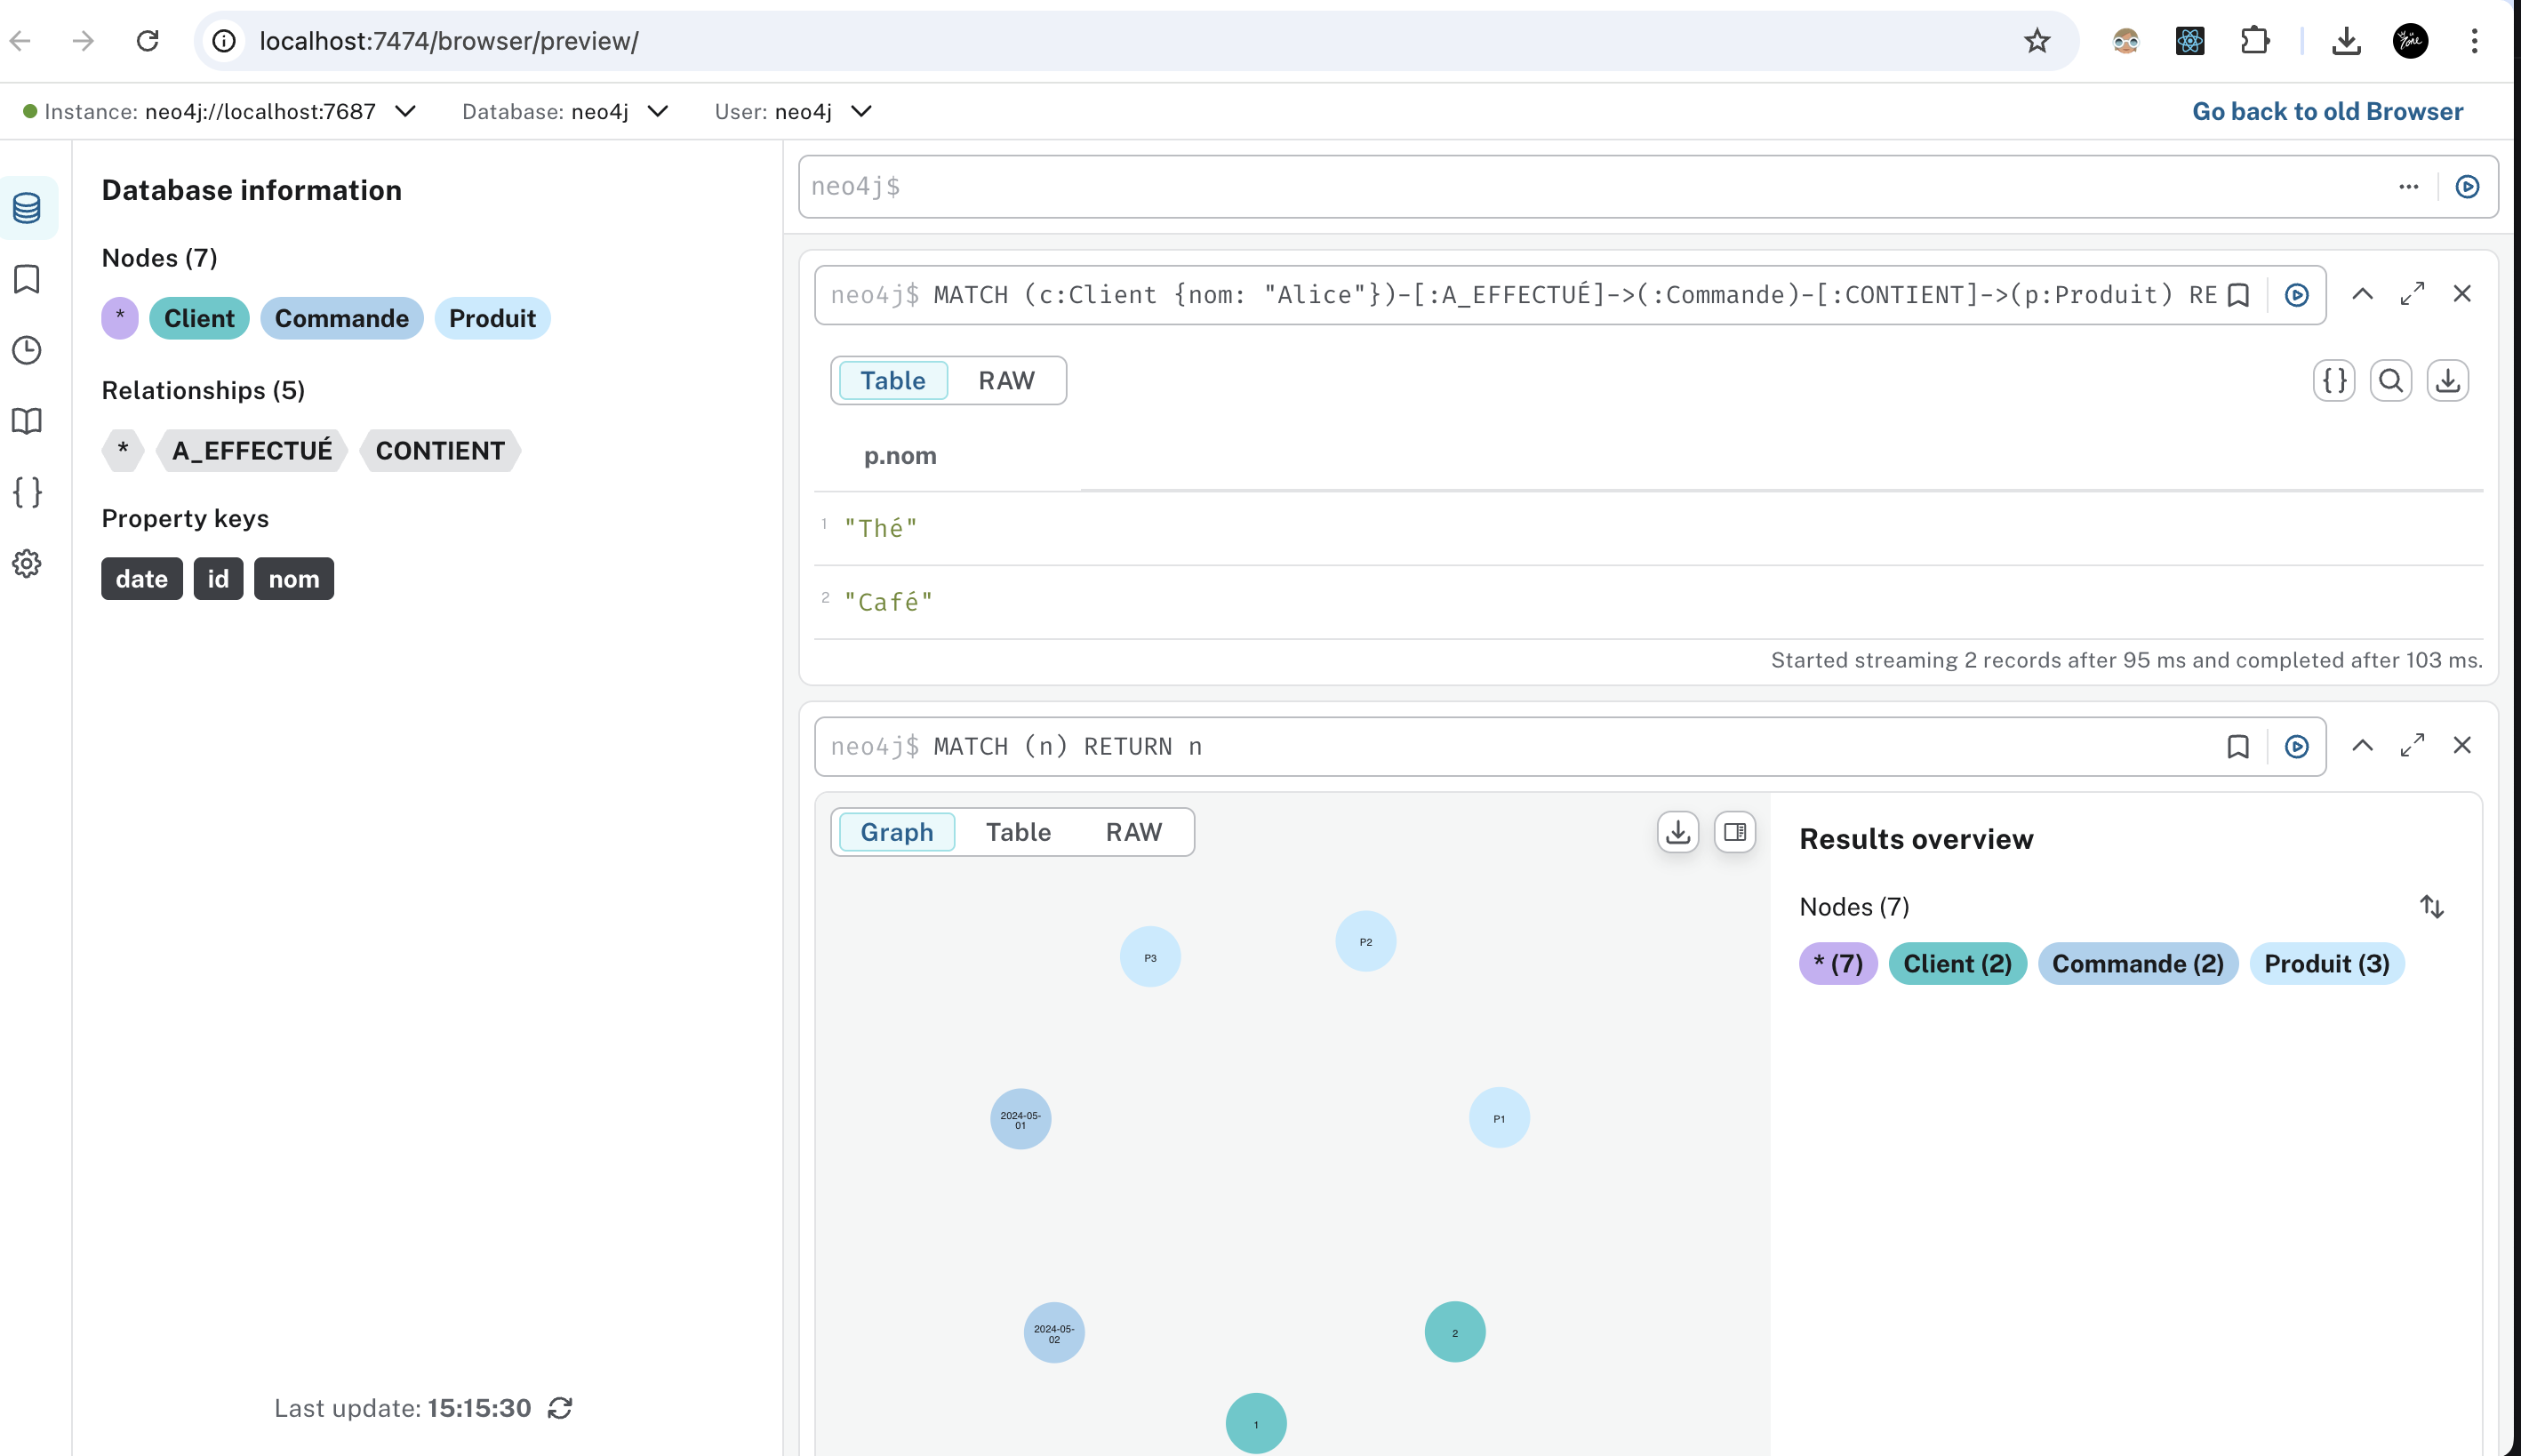 localhost:7474/browser/preview/
Instance: neo4j://localhost:7687 Database: neo4j User: neo4j Go back to old Browser
Database information
Nodes (7)
* Client Commande Produit
Relationships (5)
* A_EFFECTUÉ CONTIENT
Property keys
date id nom
Last update: 15:15:30
neo4j$
neo4j$ MATCH (c:Client {nom: "Alice"})-[:A_EFFECTUÉ]->(:Commande)-[:CONTIENT]->(p:Produit) RE
Table RAW
p.nom
1 "Thé"
2 "Café"
Started streaming 2 records after 95 ms and completed after 103 ms.
neo4j$ MATCH (n) RETURN n
Graph Table RAW
P3
P2
2024-05-
01
P1
2024-05-
02
2
1
Results overview
Nodes (7)
* (7) Client (2) Commande (2) Produit (3)